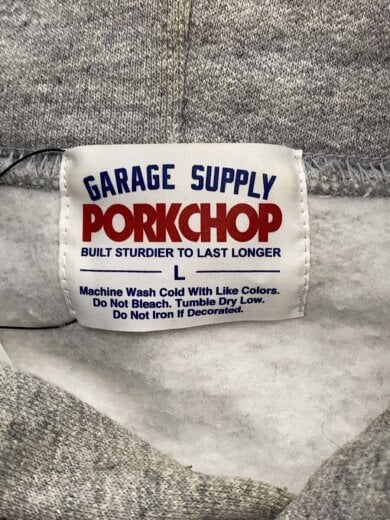 GARAGE SUPPLY
PORKCHOP
BUILT STURDIER TO LAST LONGER
L
Machine Wash Cold With Like Colors.
Do Not Bleach. Tumble Dry Low.
Do Not Iron If Decorated.